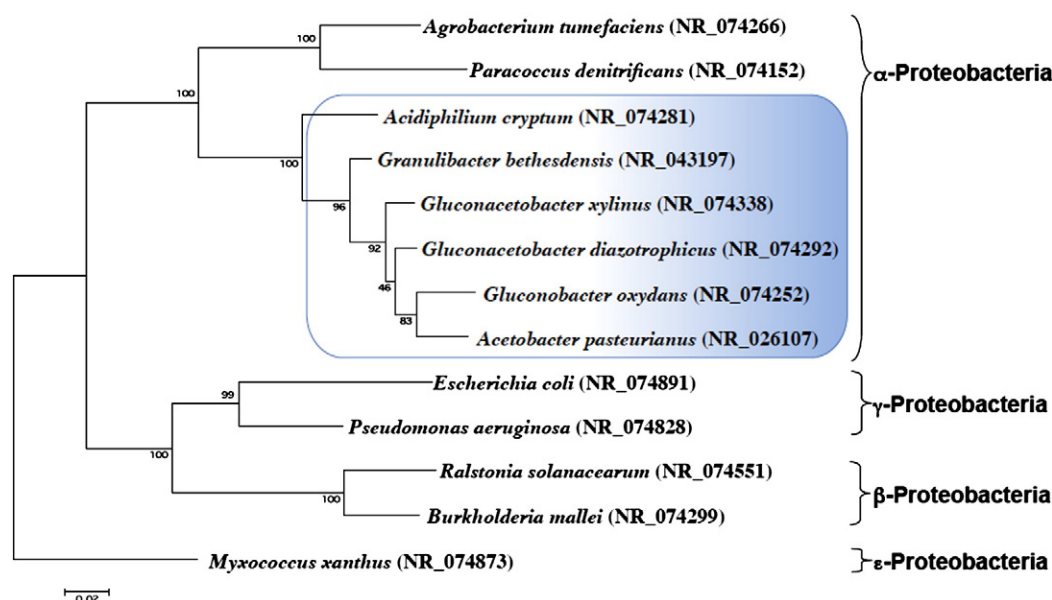 Agrobacterium tumefaciens (NR_074266)
100
Paracoccus denitrificans (NR_074152)
α-Proteobacteria
100
Acidiphilium cryptum (NR_074281)
100
Granulibacter bethesdensis (NR_043197)
96
Gluconacetobacter xylinus (NR_074338)
92
Gluconacetobacter diazotrophicus (NR_074292)
46
Gluconobacter oxydans (NR_074252)
83
Acetobacter pasteurianus (NR_026107)
Escherichia coli (NR_074891)
99
γ-Proteobacteria
Pseudomonas aeruginosa (NR_074828)
100
Ralstonia solanacearum (NR_074551)
100
β-Proteobacteria
Burkholderia mallei (NR_074299)
Myxococcus xanthus (NR_074873)
ε-Proteobacteria
0.02